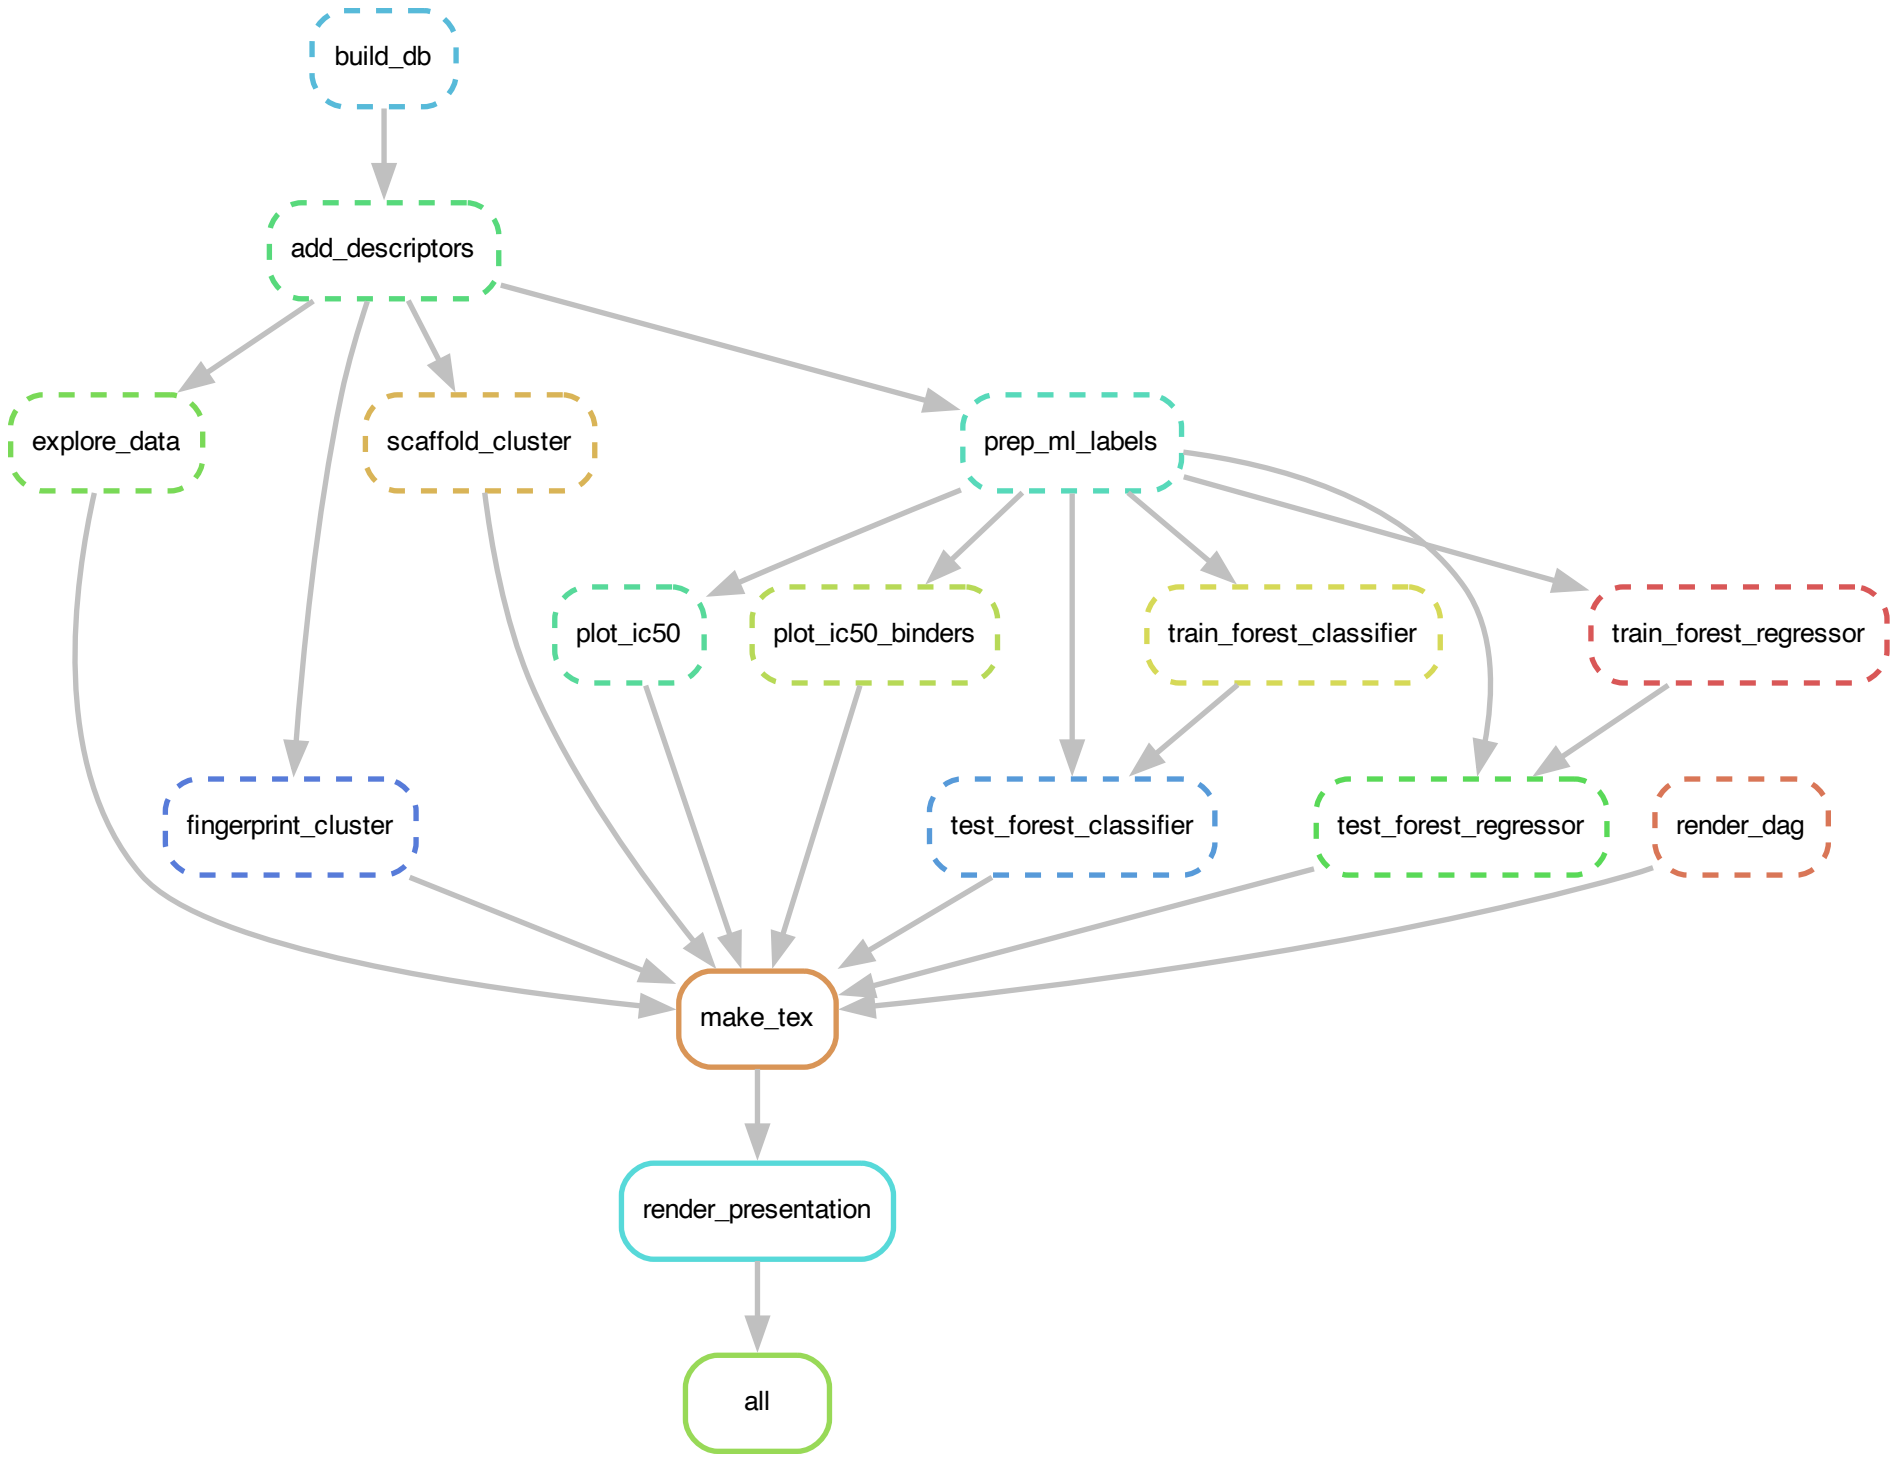 build_db
add_descriptors
explore_data
scaffold_cluster
prep_ml_labels
plot_ic50
plot_ic50_binders
train_forest_classifier
train_forest_regressor
fingerprint_cluster
test_forest_classifier
test_forest_regressor
render_dag
make_tex
render_presentation
all